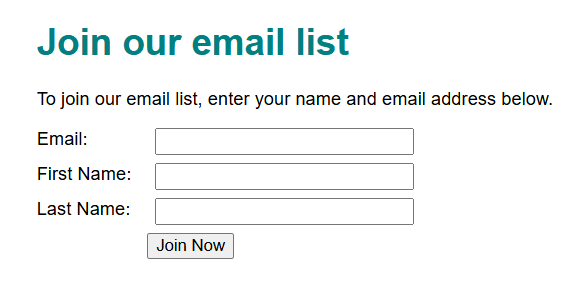 Join our email list
To join our email list, enter your name and email address below.
Email:
First Name:
Last Name:
Join Now